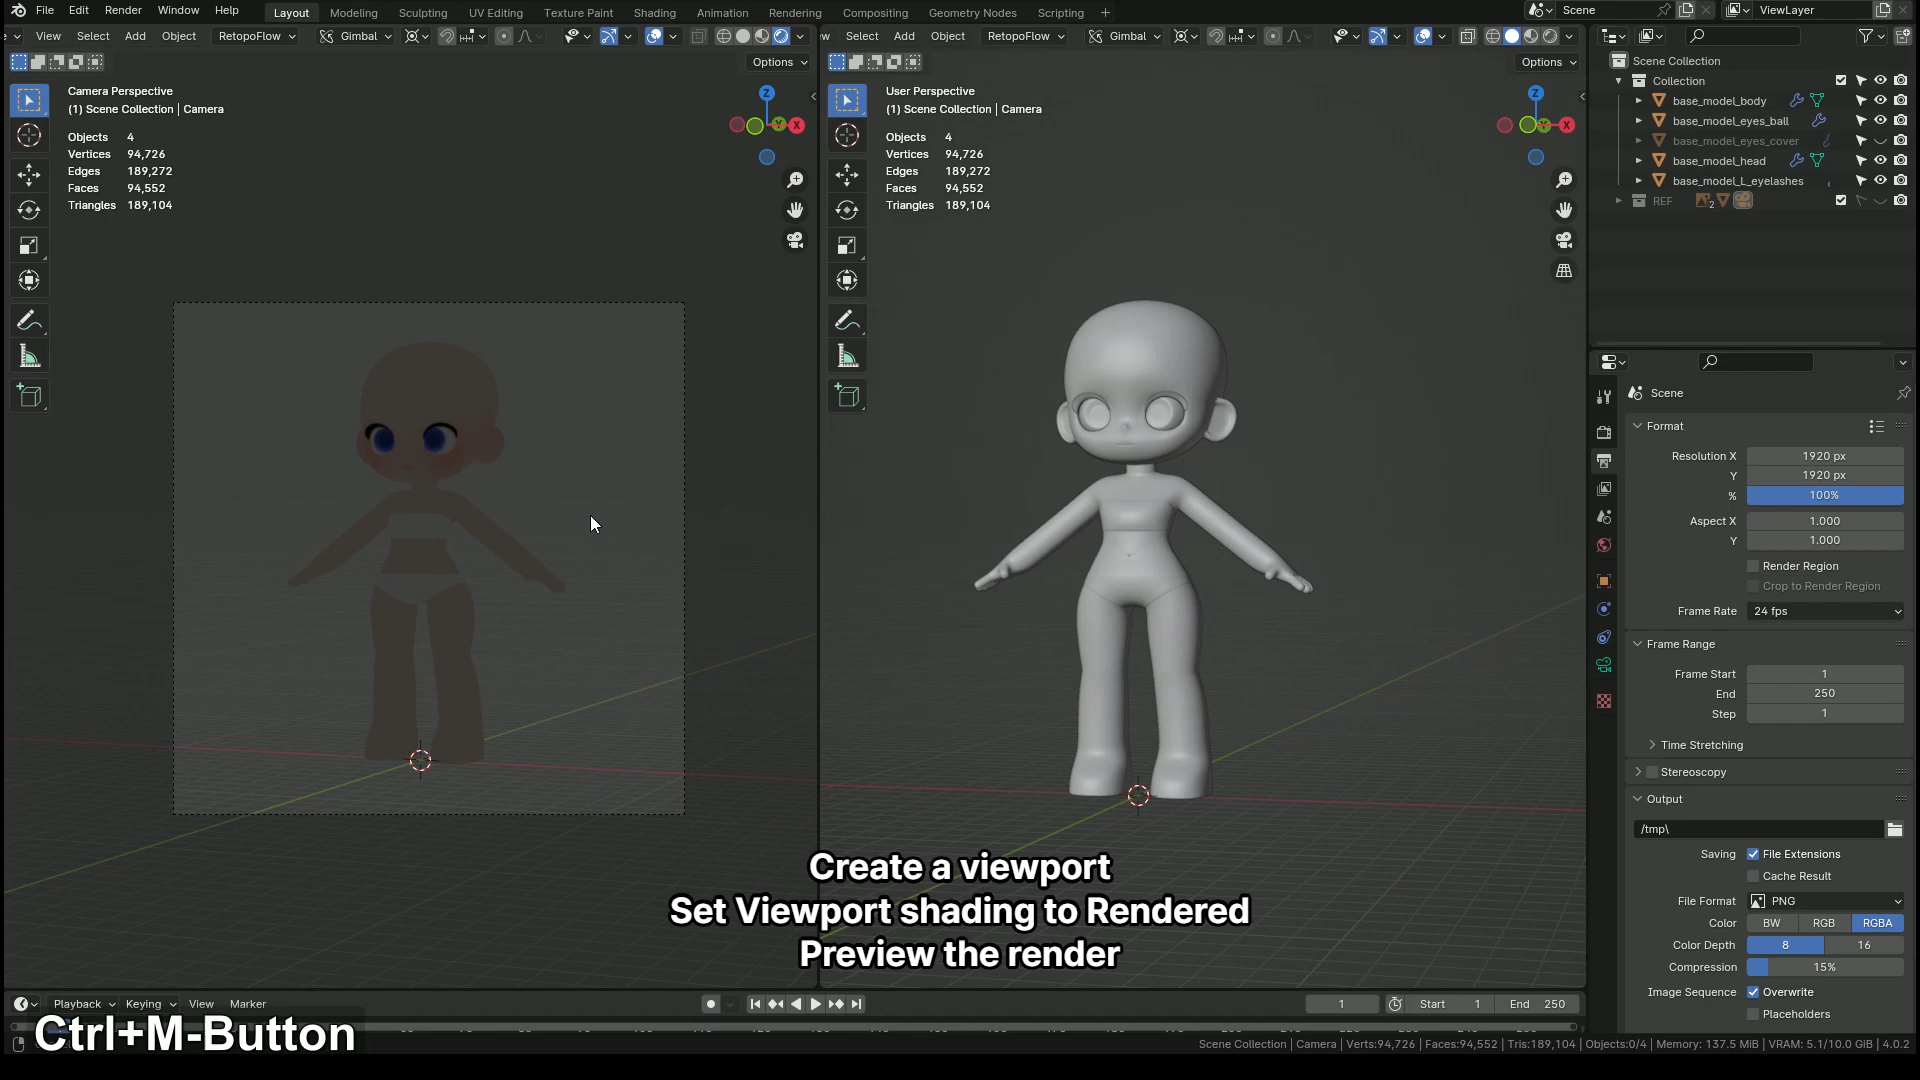 File Edit Render Window Help
Layout Modeling Sculpting UV Editing Texture Paint Shading Animation Rendering Compositing Geometry Nodes Scripting +
Scene
ViewLayer
View Select Add Object RetopoFlow Gimbal
Select Add Object RetopoFlow Gimbal
Options
Options
Camera Perspective
(1) Scene Collection | Camera
Objects 4
Vertices 94,726
Edges 189,272
Faces 94,552
Triangles 189,104
Z
Y
X
User Perspective
(1) Scene Collection | Camera
Objects 4
Vertices 94,726
Edges 189,272
Faces 94,552
Triangles 189,104
Z
Y
X
Scene Collection
Collection
base_model_body
base_model_eyes_ball
base_model_eyes_cover
base_model_head
base_model_L_eyelashes
REF 2
Scene
Format
Resolution X 1920 px
Y 1920 px
% 100%
Aspect X 1.000
Y 1.000
Render Region
Crop to Render Region
Frame Rate 24 fps
Frame Range
Frame Start 1
End 250
Step 1
Time Stretching
Stereoscopy
Output
/tmp\
Saving File Extensions
Cache Result
File Format PNG
Color BW RGB RGBA
Color Depth 8 16
Compression 15%
Image Sequence Overwrite
Placeholders
Create a viewport
Set Viewport shading to Rendered
Preview the render
Playback Keying View Marker
1 Start 1 End 250
Ctrl+M-Button
Scene Collection | Camera | Verts:94,726 | Faces:94,552 | Tris:189,104 | Objects:0/4 | Memory: 137.5 MiB | VRAM: 5.1/10.0 GiB | 4.0.2